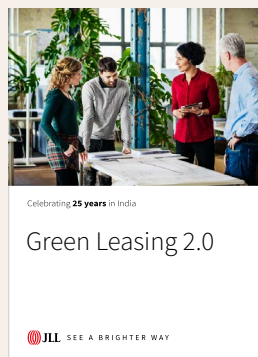 Celebrating 25 years in India
Green Leasing 2.0
JLL SEE A BRIGHTER WAY